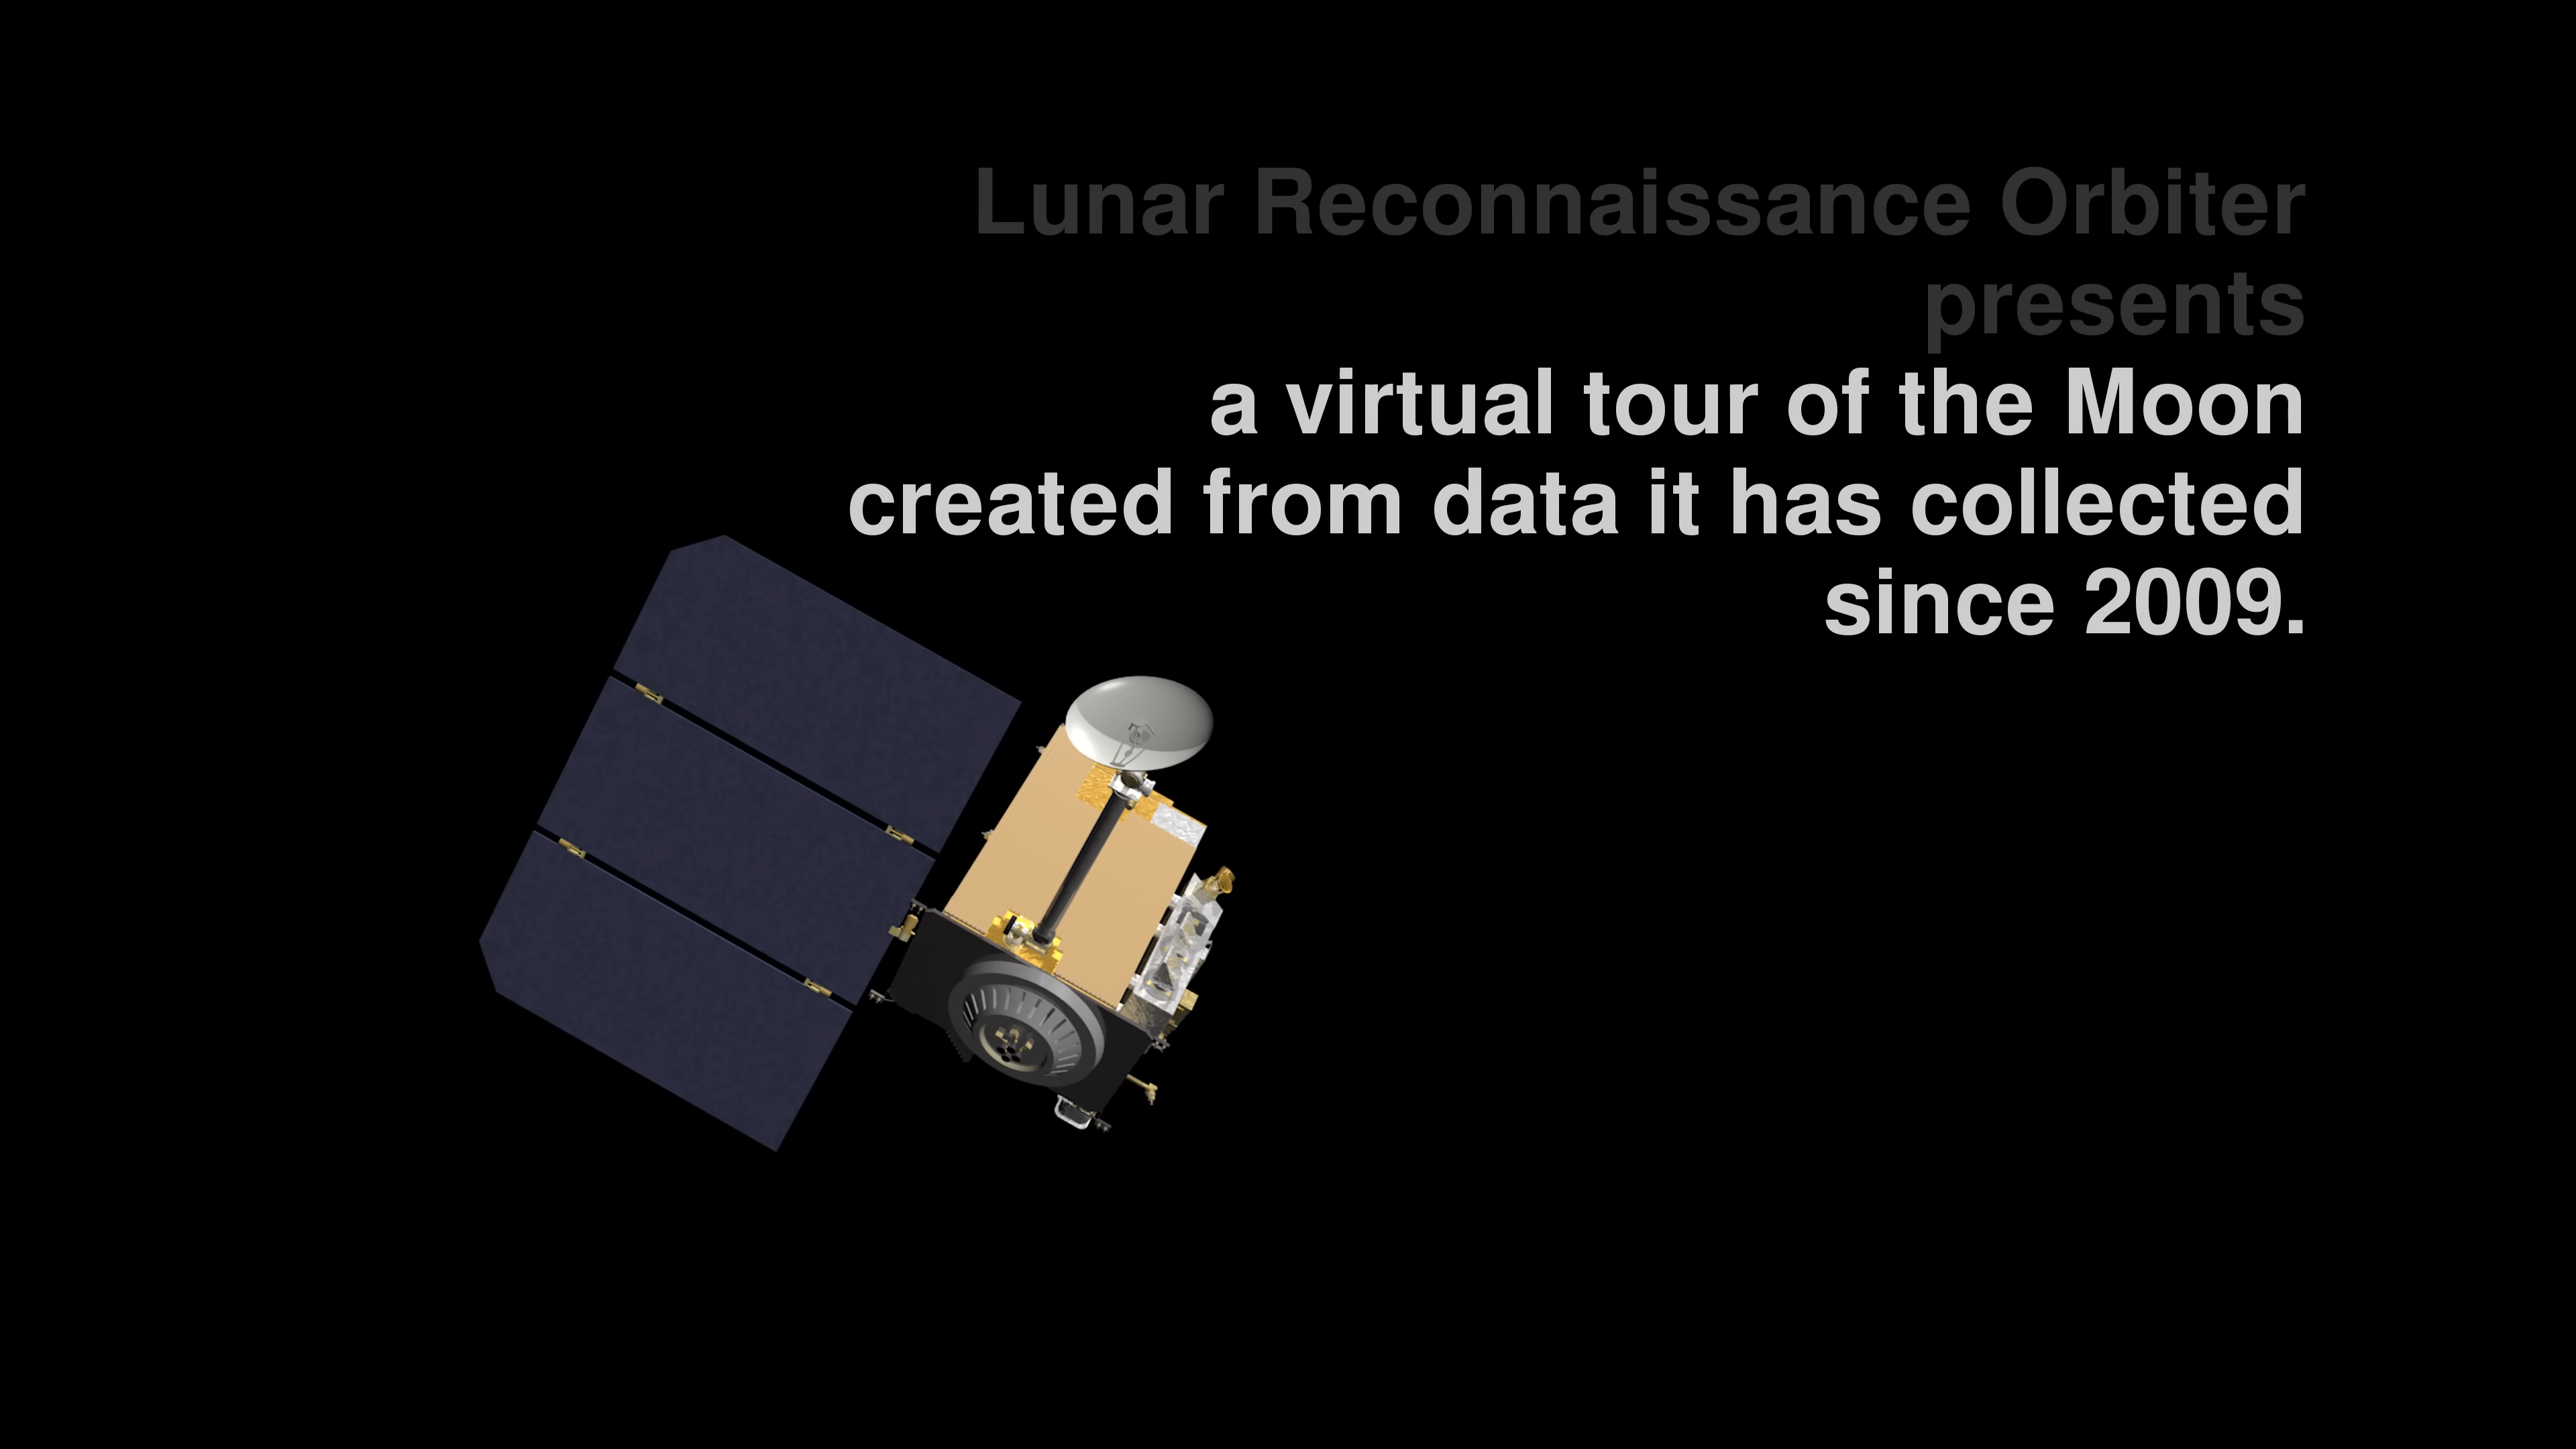 Lunar Reconnaissance Orbiter
presents
a virtual tour of the Moon
created from data it has collected
since 2009.